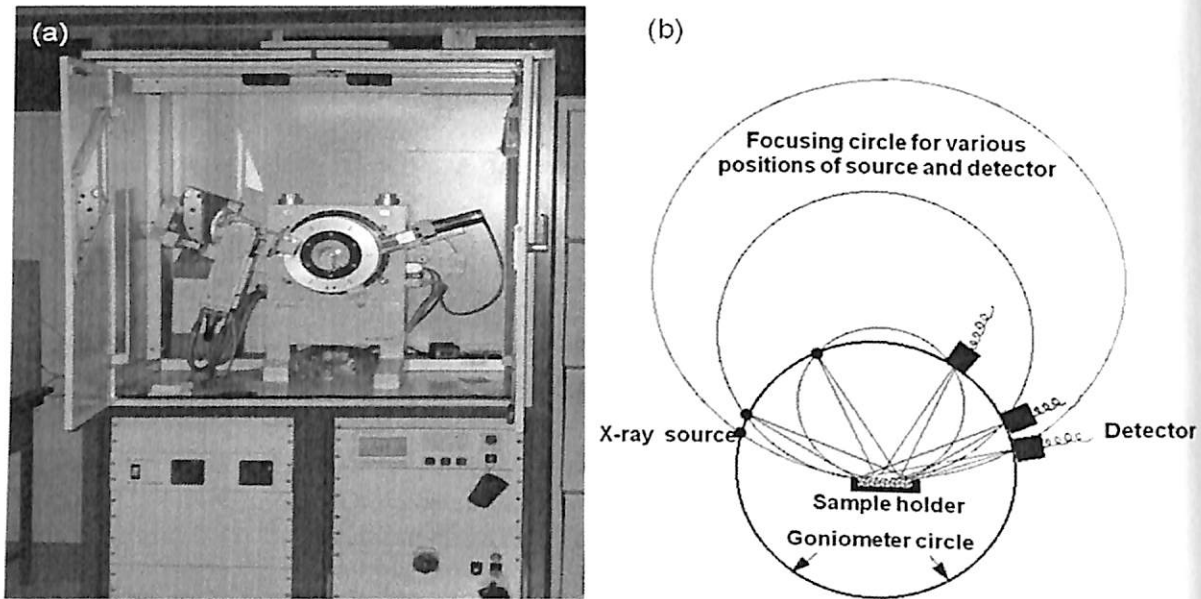 (a)
(b)
Focusing circle for various
positions of source and detector
X-ray source
Detector
Sample holder
Goniometer circle